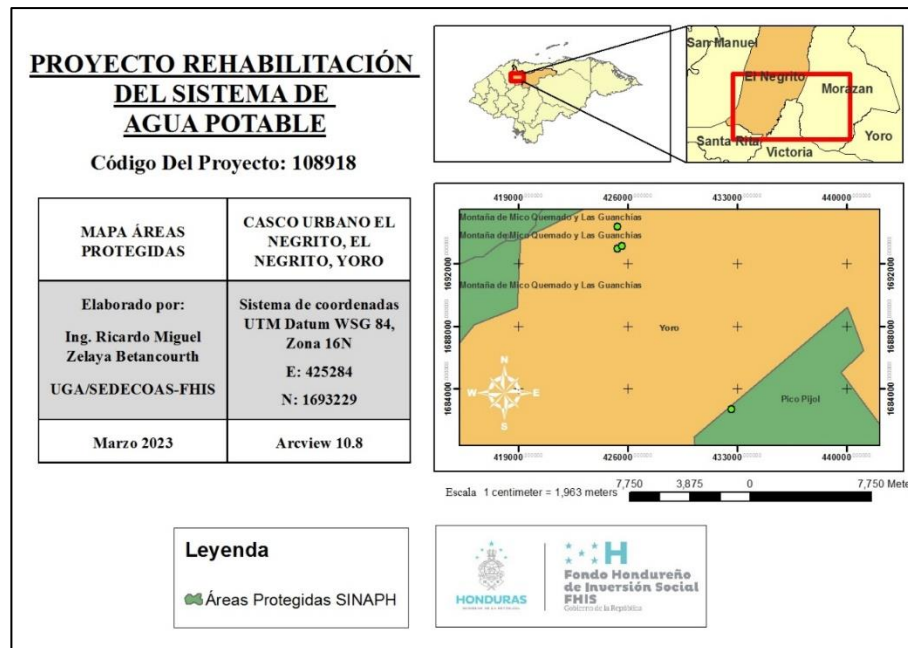 PROYECTO REHABILITACIÓN
DEL SISTEMA DE
AGUA POTABLE
Código Del Proyecto: 108918
MAPA ÁREAS
PROTEGIDAS
CASCO URBANO EL
NEGRITO, EL
NEGRITO, YORO
Elaborado por:
Ing. Ricardo Miguel
Zelaya Betancourth
UGA/SEDECOAS-FHIS
Sistema de coordenadas
UTM Datum WSG 84,
Zona 16N
E: 425284
N: 1693229
Marzo 2023
Arcview 10.8
San Manuel
El Negrito
Morazan
Santa Rita
Yoro
Victoria
419000
426000
433000
440000
Montaña de Mico Quemado y Las Guanchias
Montaña de Mico Quemado y Las Guanchias
Montaña de Mico Quemado y Las Guanchias
1692000
1692000
Yoro
1688000
1688000
N
W E
S
1684000
1684000
Pico Pijol
419000
426000
433000
440000
Escala 1 centimeter = 1,963 meters
7,750 3,875 0 7,750 Mete
Leyenda
Áreas Protegidas SINAPH
HONDURAS
H
Fondo Hondureño
de Inversión Social
FHIS
Gobierno de la República